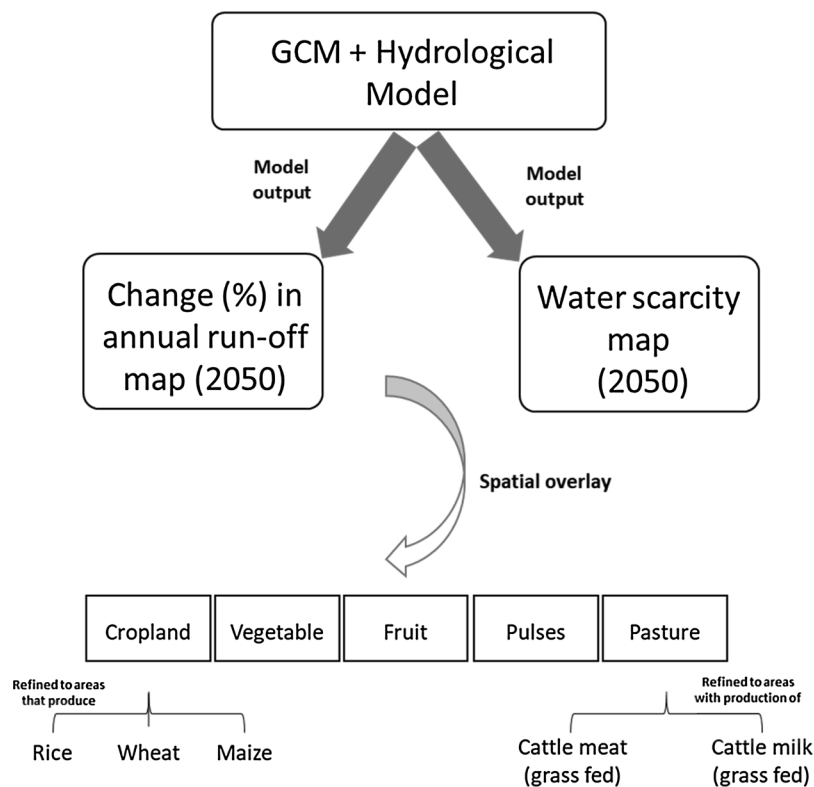 GCM + Hydrological
Model
Model
output
Model
output
Change (%) in
annual run-off
map (2050)
Water scarcity
map
(2050)
Spatial overlay
Cropland
Vegetable
Fruit
Pulses
Pasture
Refined to areas
that produce
Rice
Wheat
Maize
Refined to areas
with production of
Cattle meat
(grass fed)
Cattle milk
(grass fed)